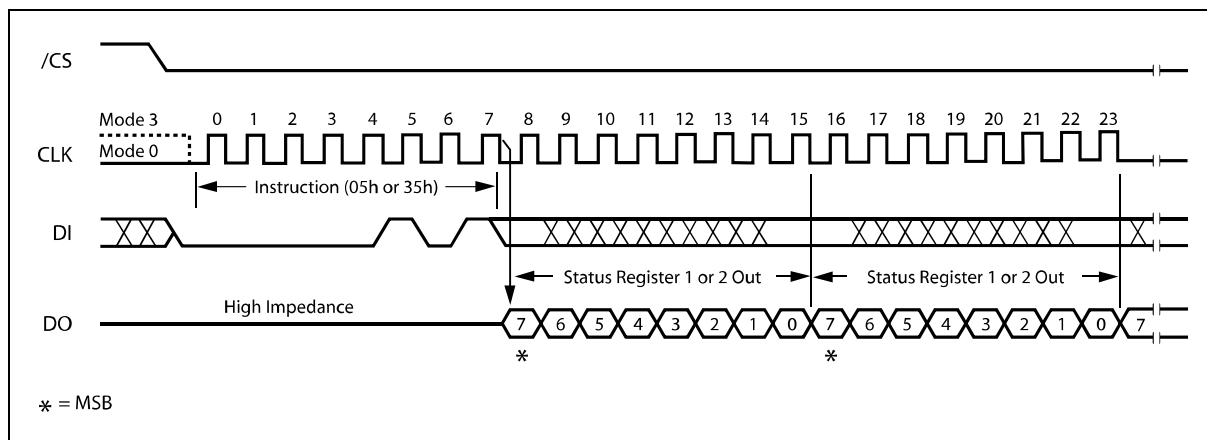 /CS
Mode 3
0 1 2 3 4 5 6 7 8 9 10 11 12 13 14 15 16 17 18 19 20 21 22 23
CLK
Mode 0
Instruction (05h or 35h)
DI
Status Register 1 or 2 Out Status Register 1 or 2 Out
High Impedance
DO
7 6 5 4 3 2 1 0 7 6 5 4 3 2 1 0 7
* *
* = MSB